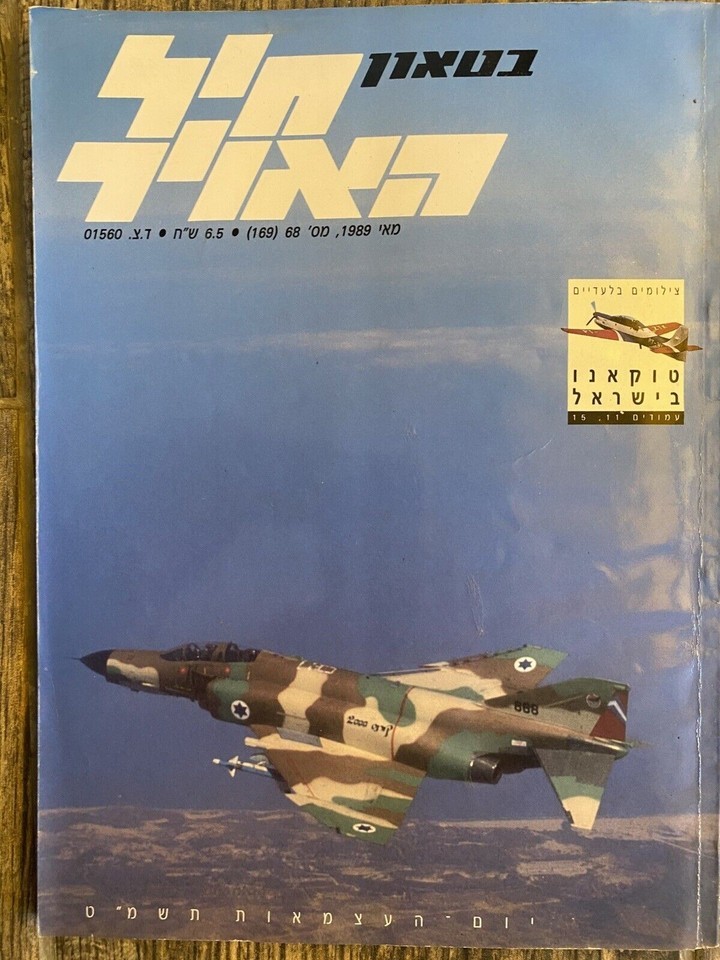 בטאון
חיל
האויר
מאי 1989, מס' 68 (169) • 6.5 ש"ח • ד.צ. 01560
צילומים בלעדיים
טוקאנו
בישראל
עמודים 11, 15
2000
668
יום-העצמאות תשמ"ט